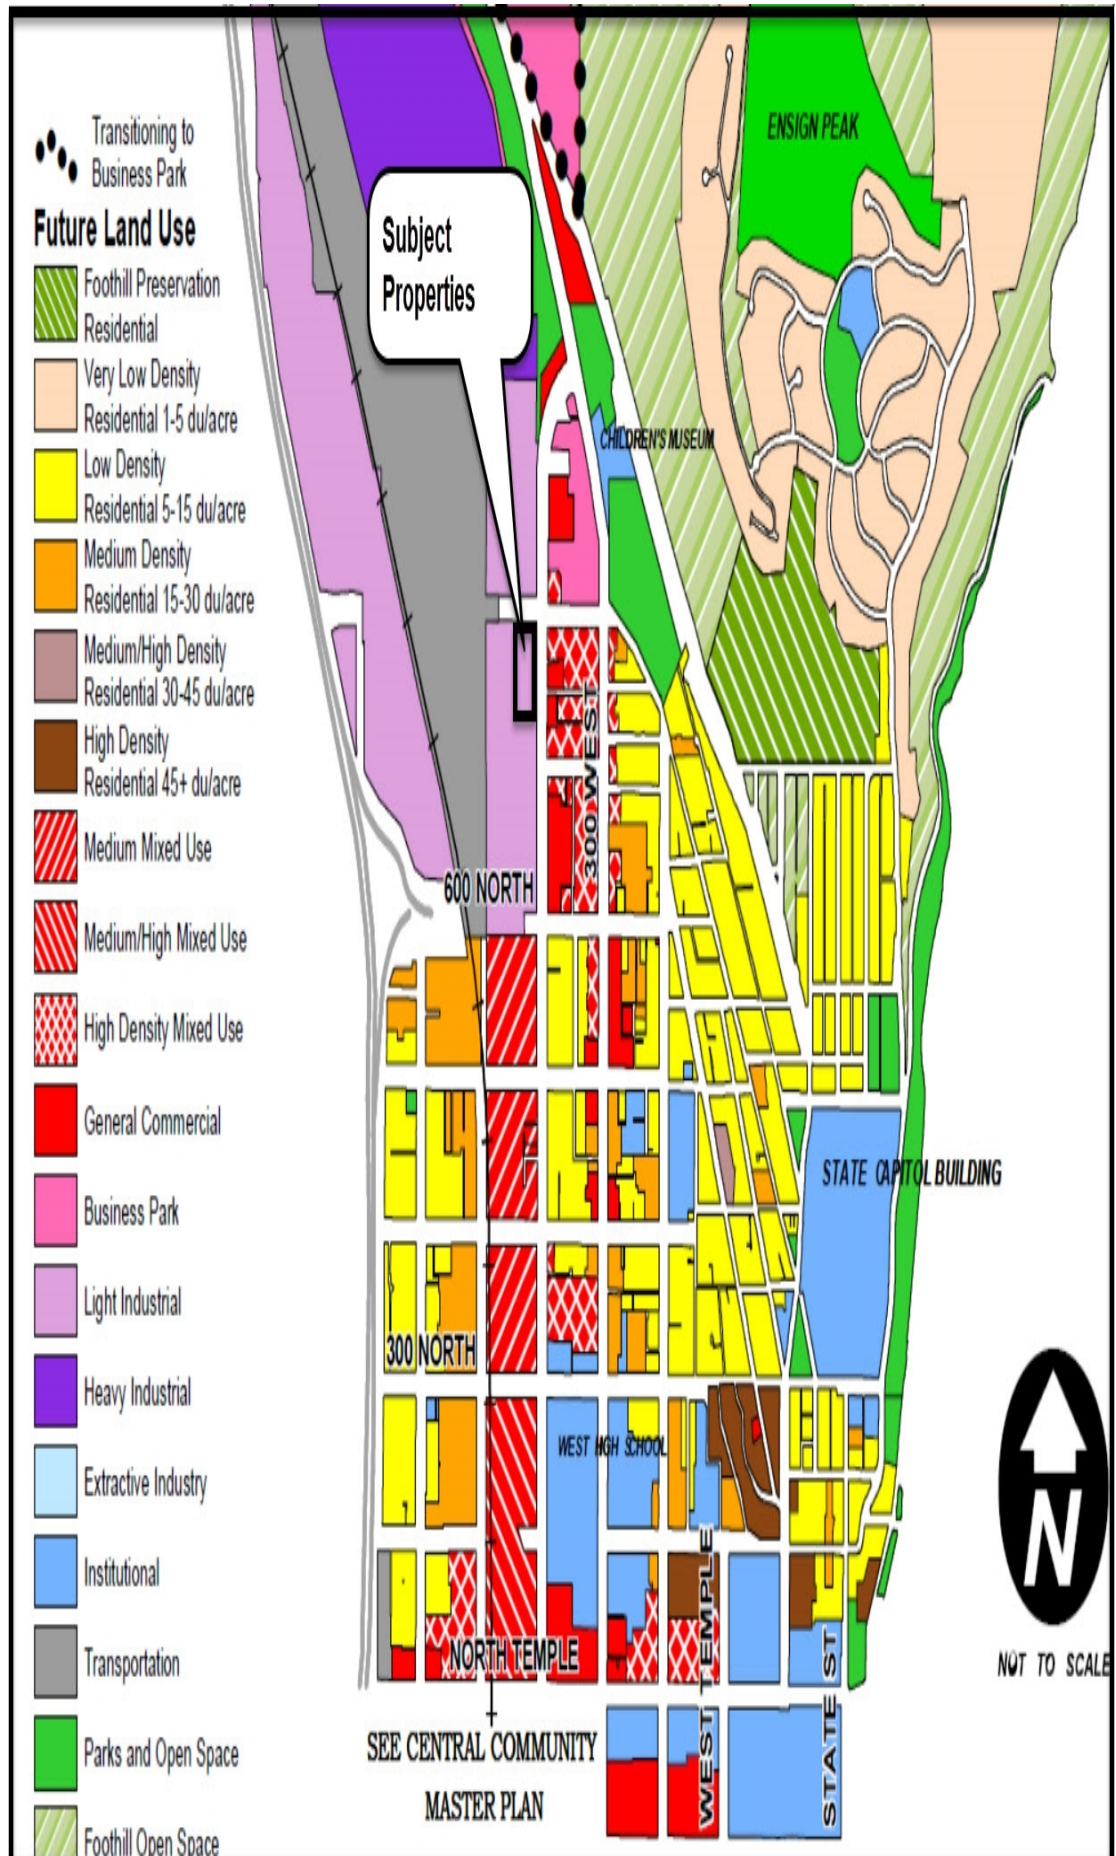 Transitioning to
Business Park
Future Land Use
Foothill Preservation
Residential
Very Low Density
Residential 1-5 du/acre
Low Density
Residential 5-15 du/acre
Medium Density
Residential 15-30 du/acre
Medium/High Density
Residential 30-45 du/acre
High Density
Residential 45+ du/acre
Medium Mixed Use
Medium/High Mixed Use
High Density Mixed Use
General Commercial
Business Park
Light Industrial
Heavy Industrial
Extractive Industry
Institutional
Transportation
Parks and Open Space
Foothill Open Space
Subject
Properties
ENSIGN PEAK
CHILDREN'S MUSEUM
300 WEST
600 NORTH
STATE CAPITOL BUILDING
300 NORTH
WEST HIGH SCHOOL
NORTH TEMPLE
WEST TEMPLE
STATE ST
SEE CENTRAL COMMUNITY
MASTER PLAN
N
NOT TO SCALE